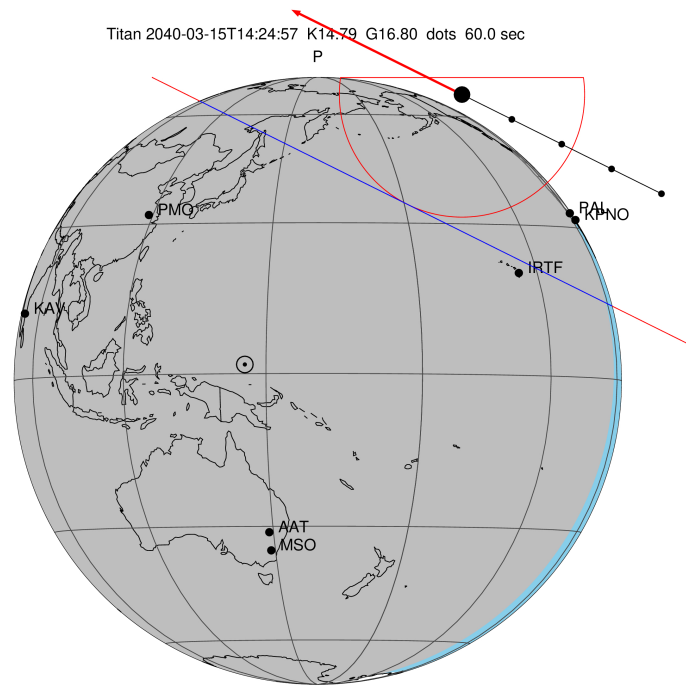 Titan 2040-03-15T14:24:57 K14.79 G16.80 dots 60.0 sec
P
PAL
KPNO
PMO
IRTF
KAV
AAT
MSO